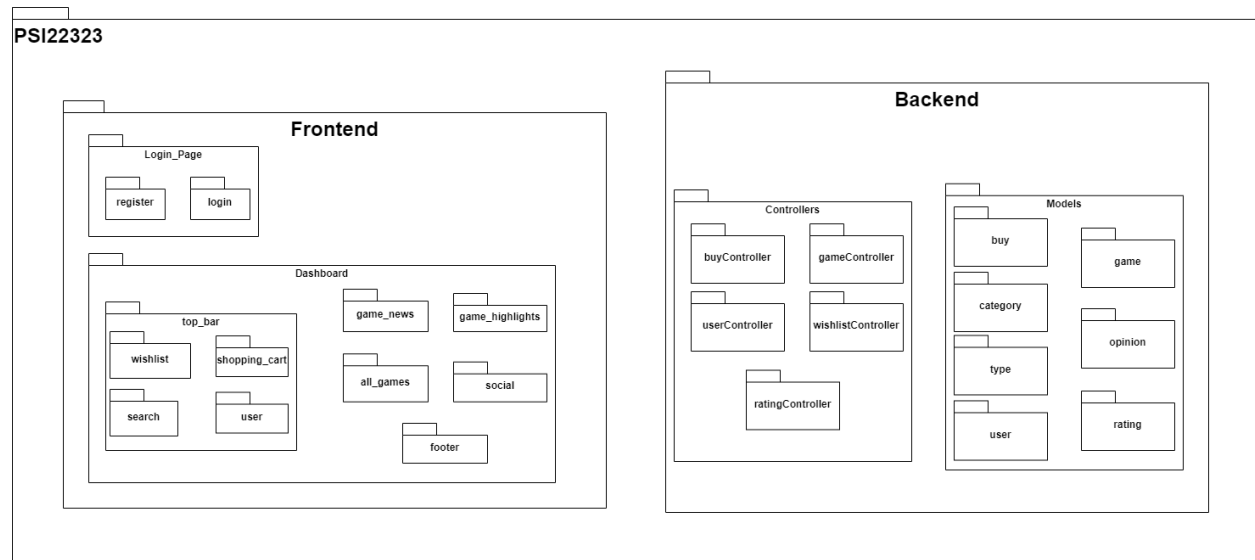 PSI22323
Frontend
Login_Page
register
login
Dashboard
top_bar
wishlist
shopping_cart
search
user
game_news
game_highlights
all_games
social
footer
Backend
Controllers
buyController
gameController
userController
wishlistController
ratingController
Models
buy
game
category
opinion
type
rating
user